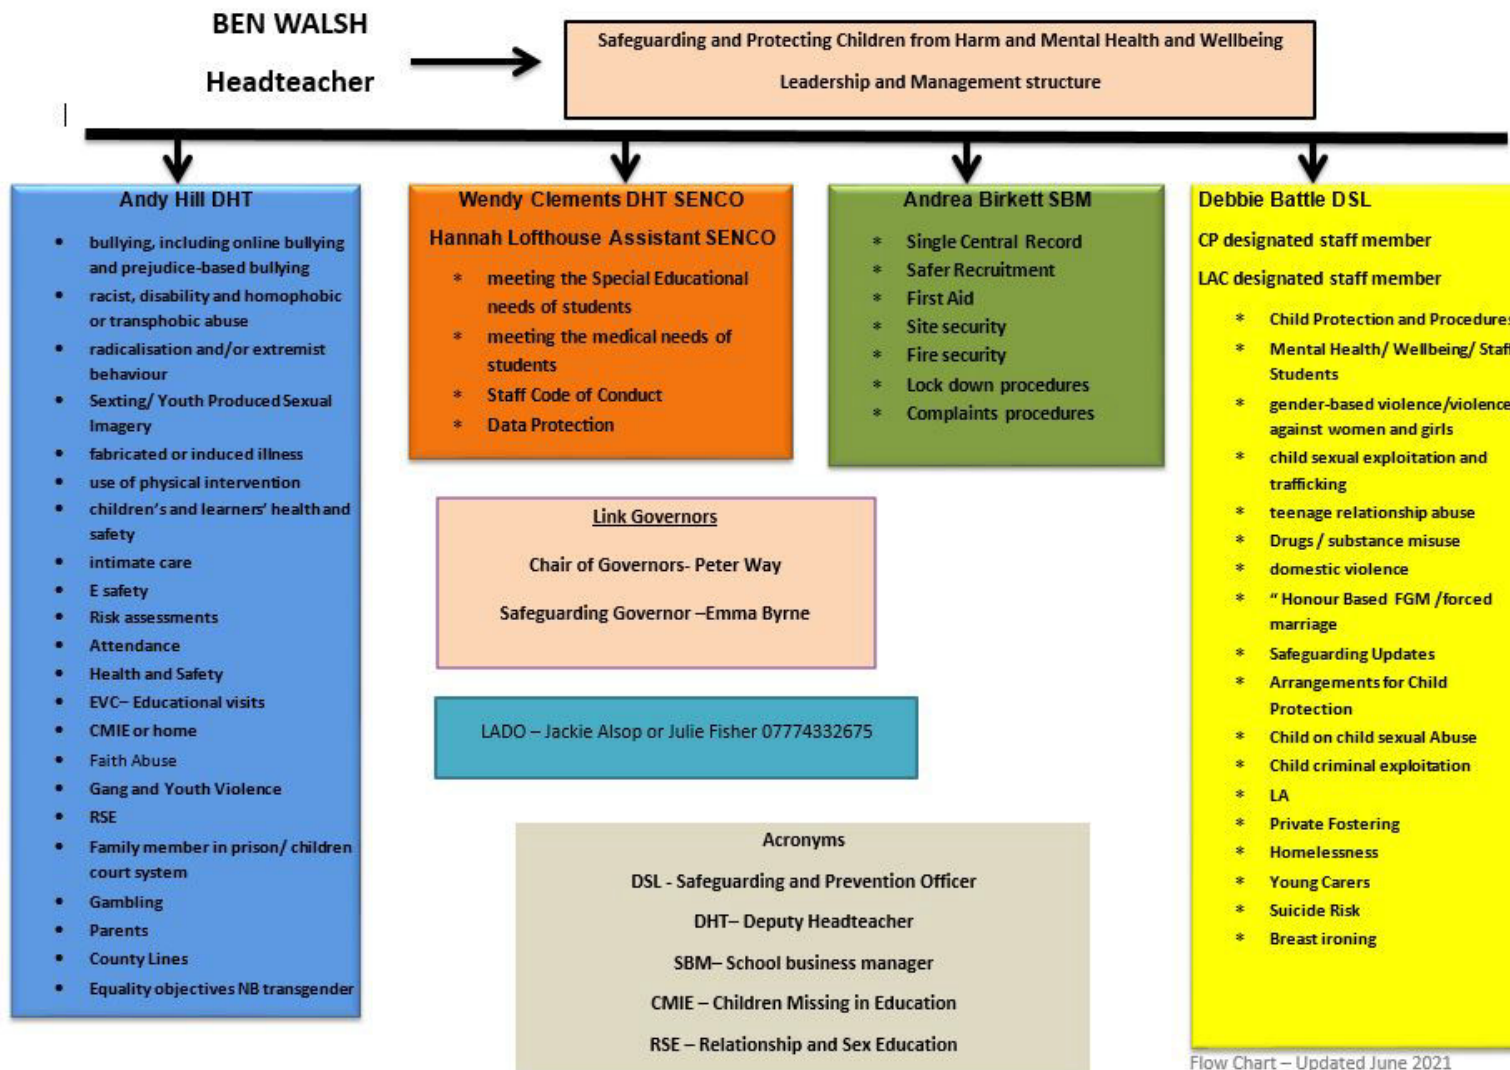 BEN WALSH
Headteacher
Safeguarding and Protecting Children from Harm and Mental Health and Wellbeing
Leadership and Management structure
Andy Hill DHT
• bullying, including online bullying
and prejudice-based bullying
• racist, disability and homophobic
or transphobic abuse
• radicalisation and/or extremist
behaviour
• Sexting/ Youth Produced Sexual
Imagery
• fabricated or induced illness
• use of physical intervention
• children's and learners' health and
safety
• intimate care
• E safety
• Risk assessments
• Attendance
• Health and Safety
• EVC– Educational visits
• CMIE or home
• Faith Abuse
• Gang and Youth Violence
• RSE
• Family member in prison/ children
court system
• Gambling
• Parents
• County Lines
• Equality objectives NB transgender
Wendy Clements DHT SENCO
Hannah Lofthouse Assistant SENCO
* meeting the Special Educational
needs of students
* meeting the medical needs of
students
* Staff Code of Conduct
* Data Protection
Andrea Birkett SBM
* Single Central Record
* Safer Recruitment
* First Aid
* Site security
* Fire security
* Lock down procedures
* Complaints procedures
Debbie Battle DSL
CP designated staff member
LAC designated staff member
* Child Protection and Procedures
* Mental Health/ Wellbeing/ Staff
Students
* gender-based violence/violence
against women and girls
* child sexual exploitation and
trafficking
* teenage relationship abuse
* Drugs / substance misuse
* domestic violence
* " Honour Based FGM /forced
marriage
* Safeguarding Updates
* Arrangements for Child
Protection
* Child on child sexual Abuse
* Child criminal exploitation
* LA
* Private Fostering
* Homelessness
* Young Carers
* Suicide Risk
* Breast ironing
Link Governors
Chair of Governors- Peter Way
Safeguarding Governor –Emma Byrne
LADO – Jackie Alsop or Julie Fisher 07774332675
Acronyms
DSL - Safeguarding and Prevention Officer
DHT– Deputy Headteacher
SBM– School business manager
CMIE – Children Missing in Education
RSE – Relationship and Sex Education
Flow Chart – Updated June 2021